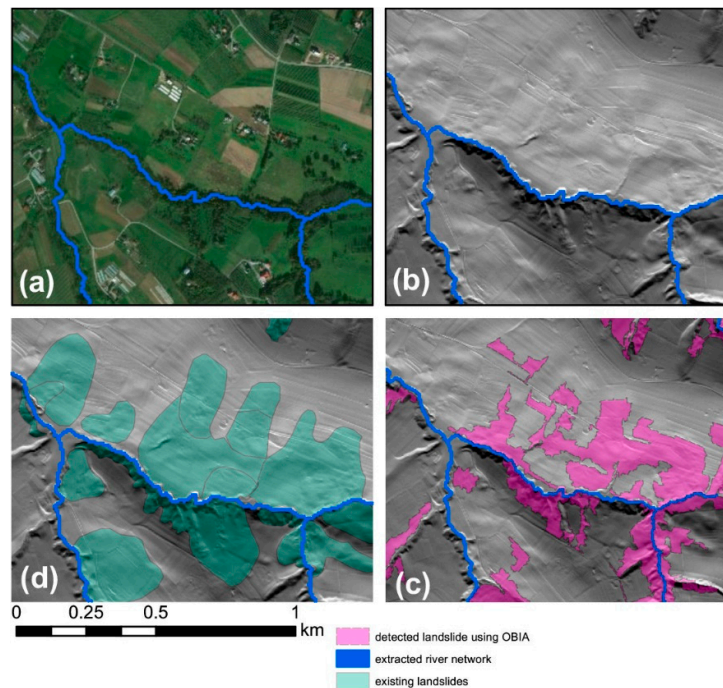 (a)
(b)
(d)
(c)
0 0.25 0.5 1
km
detected landslide using OBIA
extracted river network
existing landslides